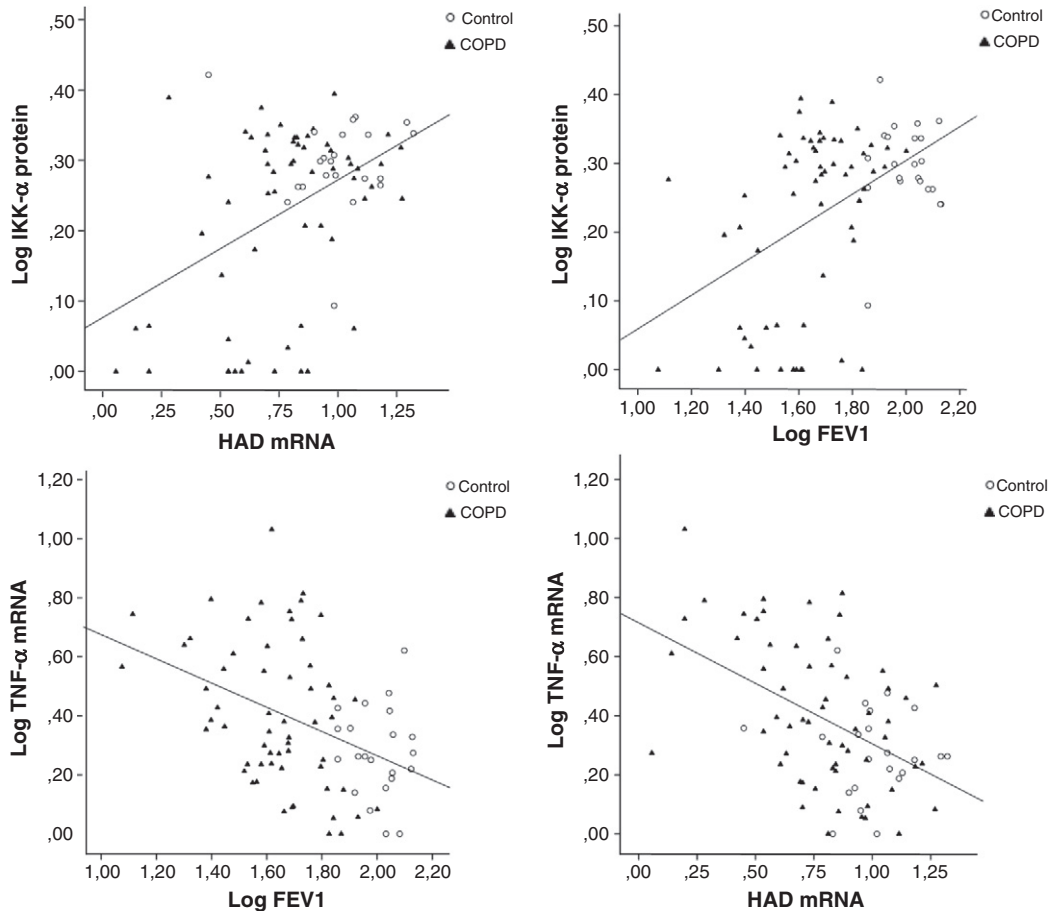 ,50
,40
,30
,20
,10
,00
Log IKK-α protein
,00 ,25 ,50 ,75 1,00 1,25
HAD mRNA
Control
COPD
,50
,40
,30
,20
,10
,00
Log IKK-α protein
1,00 1,20 1,40 1,60 1,80 2,00 2,20
Log FEV1
Control
COPD
1,20
1,00
,80
,60
,40
,20
,00
Log TNF-α mRNA
1,00 1,20 1,40 1,60 1,80 2,00 2,20
Log FEV1
Control
COPD
1,20
1,00
,80
,60
,40
,20
,00
Log TNF-α mRNA
,00 ,25 ,50 ,75 1,00 1,25
HAD mRNA
Control
COPD